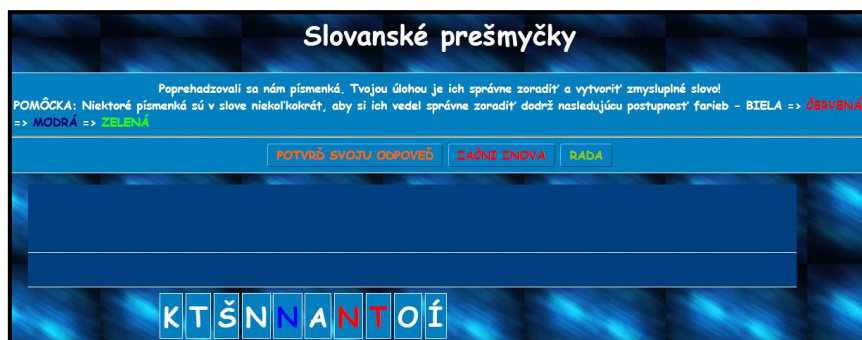 Slovanské prešmyčky
Poprehadzovali sa nám písmenká. Tvojou úlohou je ich správne zoradiť a vytvoriť zmysluplné slovo!
POMÔCKA: Niektoré písmenká sú v slove niekoľkokrát, aby si ich vedel správne zoradiť dodrž nasledujúcu postupnosť farieb - BIELA => ČERVENÁ
=> MODRÁ => ZELENÁ
POTVRĎ SVOJU ODPOVEĎ ZAČNI ZNOVA RADA
K T Š N N A N T O Í